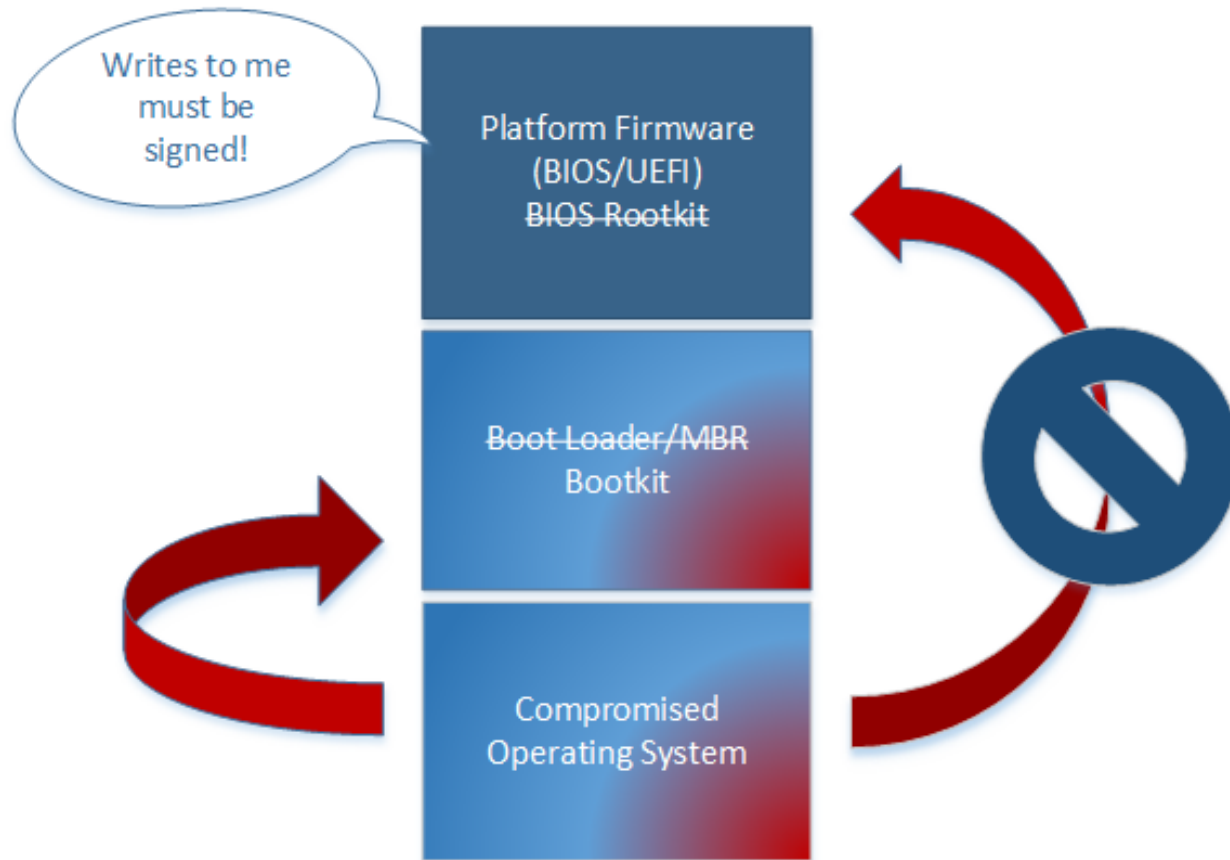 Writes to me
must be
signed!
Platform Firmware
(BIOS/UEFI)
BIOS Rootkit
Boot Loader/MBR
Bootkit
Compromised
Operating System